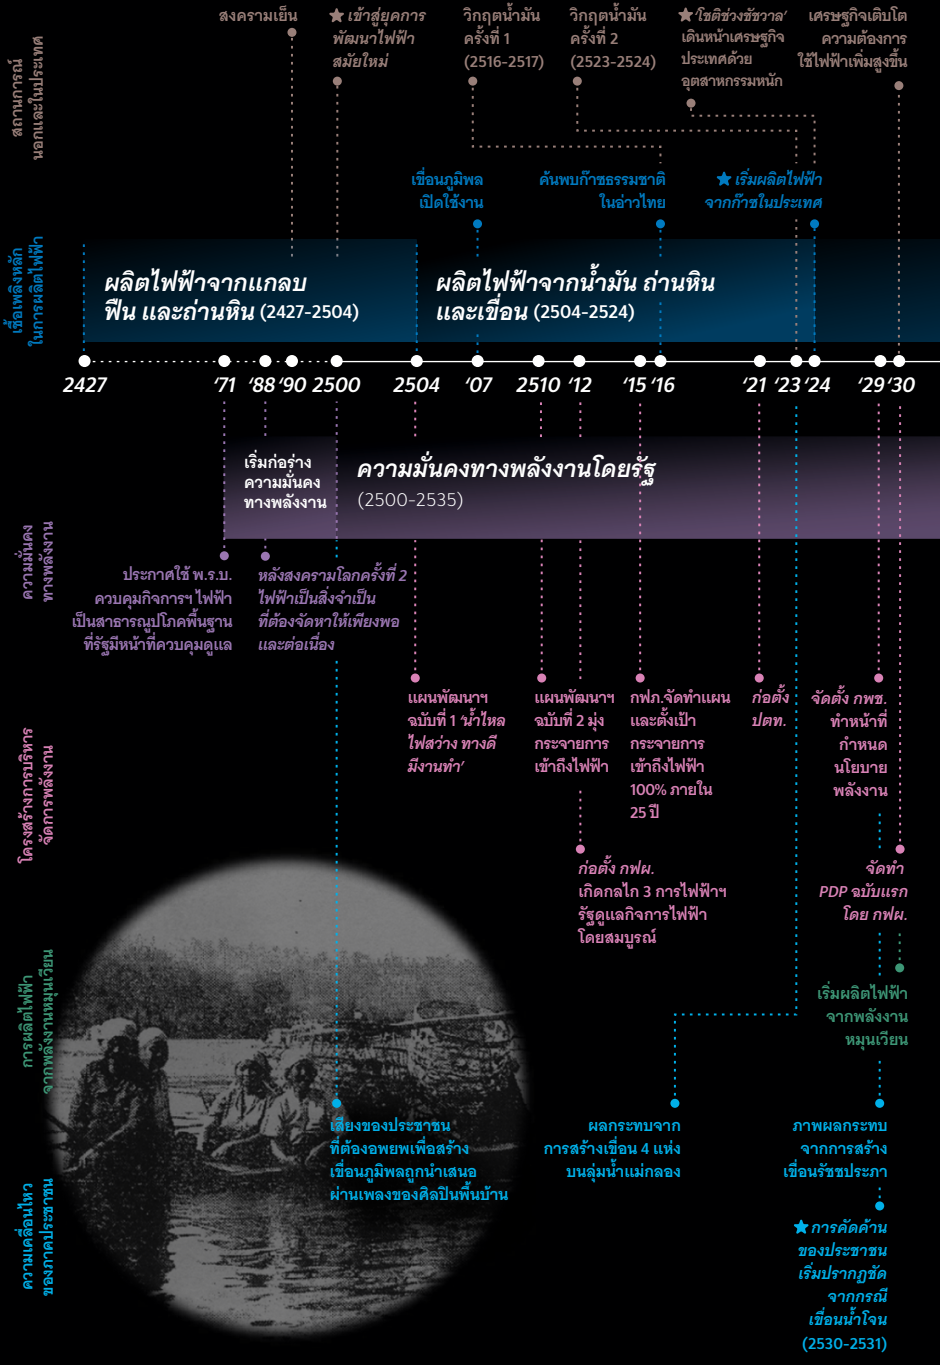 สถานการณ์
นอกและในประเทศ
สงครามเย็น
★ เข้าสู่ยุคการ
พัฒนาไฟฟ้า
สมัยใหม่
วิกฤตน้ำมัน
ครั้งที่ 1
(2516-2517)
วิกฤตน้ำมัน
ครั้งที่ 2
(2523-2524)
★ ‘โชติช่วงชัชวาล’
เดินหน้าเศรษฐกิจ
ประเทศด้วย
อุตสาหกรรมหนัก
เศรษฐกิจเติบโต
ความต้องการ
ใช้ไฟฟ้าเพิ่มสูงขึ้น
เชื้อเพลิงหลัก
ในการผลิตไฟฟ้า
เขื่อนภูมิพล
เปิดใช้งาน
ค้นพบก๊าซธรรมชาติ
ในอ่าวไทย
★ เริ่มผลิตไฟฟ้า
จากก๊าซในประเทศ
ผลิตไฟฟ้าจากแกลบ
ฟืน และถ่านหิน (2427-2504)
ผลิตไฟฟ้าจากน้ำมัน ถ่านหิน
และเขื่อน (2504-2524)
2427 ‘71 ‘88 ‘90 2500 2504 ‘07 2510 ‘12 ‘15 ‘16 ‘21 ‘23 ‘24 ‘29 ‘30
ความมั่นคง
ทางพลังงาน
เริ่มก่อร่าง
ความมั่นคง
ทางพลังงาน
ความมั่นคงทางพลังงานโดยรัฐ
(2500-2535)
ประกาศใช้ พ.ร.บ.
ควบคุมกิจการฯ ไฟฟ้า
เป็นสาธารณูปโภคพื้นฐาน
ที่รัฐมีหน้าที่ควบคุมดูแล
หลังสงครามโลกครั้งที่ 2
ไฟฟ้าเป็นสิ่งจำเป็น
ที่ต้องจัดหาให้เพียงพอ
และต่อเนื่อง
โครงสร้างการบริหาร
จัดการพลังงาน
แผนพัฒนาฯ
ฉบับที่ 1 ‘น้ำไหล
ไฟสว่าง ทางดี
มีงานทำ’
แผนพัฒนาฯ
ฉบับที่ 2 มุ่ง
กระจายการ
เข้าถึงไฟฟ้า
กฟภ.จัดทำแผน
และตั้งเป้า
กระจายการ
เข้าถึงไฟฟ้า
100% ภายใน
25 ปี
ก่อตั้ง
ปตท.
จัดตั้ง กพช.
ทำหน้าที่
กำหนด
นโยบาย
พลังงาน
ก่อตั้ง กฟผ.
เกิดกลไก 3 การไฟฟ้าฯ
รัฐดูแลกิจการไฟฟ้า
โดยสมบูรณ์
จัดทำ
PDP ฉบับแรก
โดย กฟผ.
การผลิตไฟฟ้า
จากพลังงานหมุนเวียน
เริ่มผลิตไฟฟ้า
จากพลังงาน
หมุนเวียน
ความเคลื่อนไหว
ของภาคประชาชน
เสียงของประชาชน
ที่ต้องอพยพเพื่อสร้าง
เขื่อนภูมิพลถูกนำเสนอ
ผ่านเพลงของศิลปินพื้นบ้าน
ผลกระทบจาก
การสร้างเขื่อน 4 แห่ง
บนลุ่มน้ำแม่กลอง
ภาพผลกระทบ
จากการสร้าง
เขื่อนรัชชประภา
★ การคัดค้าน
ของประชาชน
เริ่มปรากฏชัด
จากกรณี
เขื่อนน้ำโจน
(2530-2531)